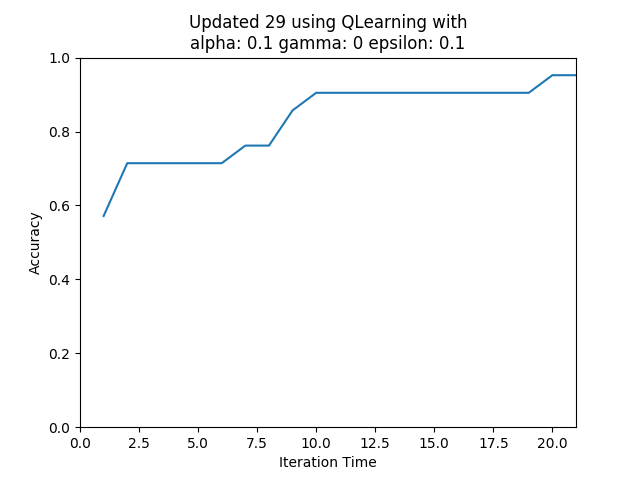 Updated 29 using QLearning with
alpha: 0.1 gamma: 0 epsilon: 0.1
1.0
0.8
0.6
0.4
0.2
0.0
Accuracy
0.0 2.5 5.0 7.5 10.0 12.5 15.0 17.5 20.0
Iteration Time